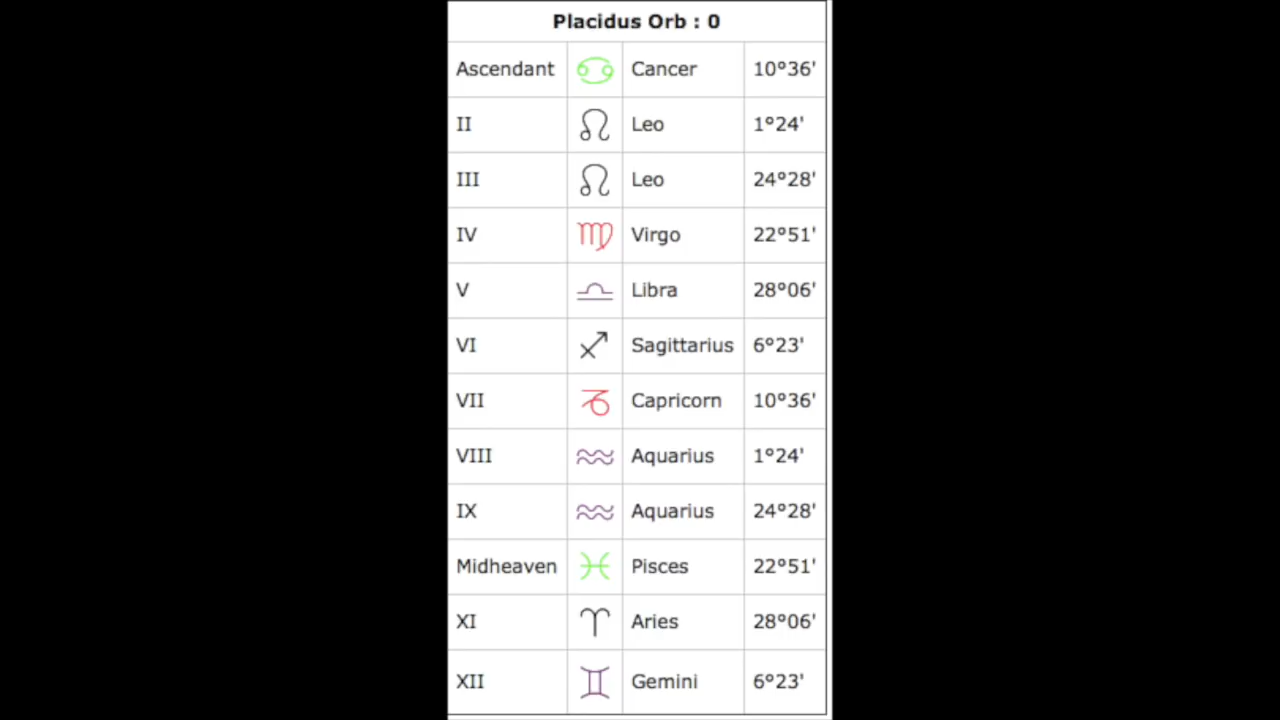 Placidus Orb : 0
Ascendant Cancer 10°36'
II Leo 1°24'
III Leo 24°28'
IV Virgo 22°51'
V Libra 28°06'
VI Sagittarius 6°23'
VII Capricorn 10°36'
VIII Aquarius 1°24'
IX Aquarius 24°28'
Midheaven Pisces 22°51'
XI Aries 28°06'
XII Gemini 6°23'